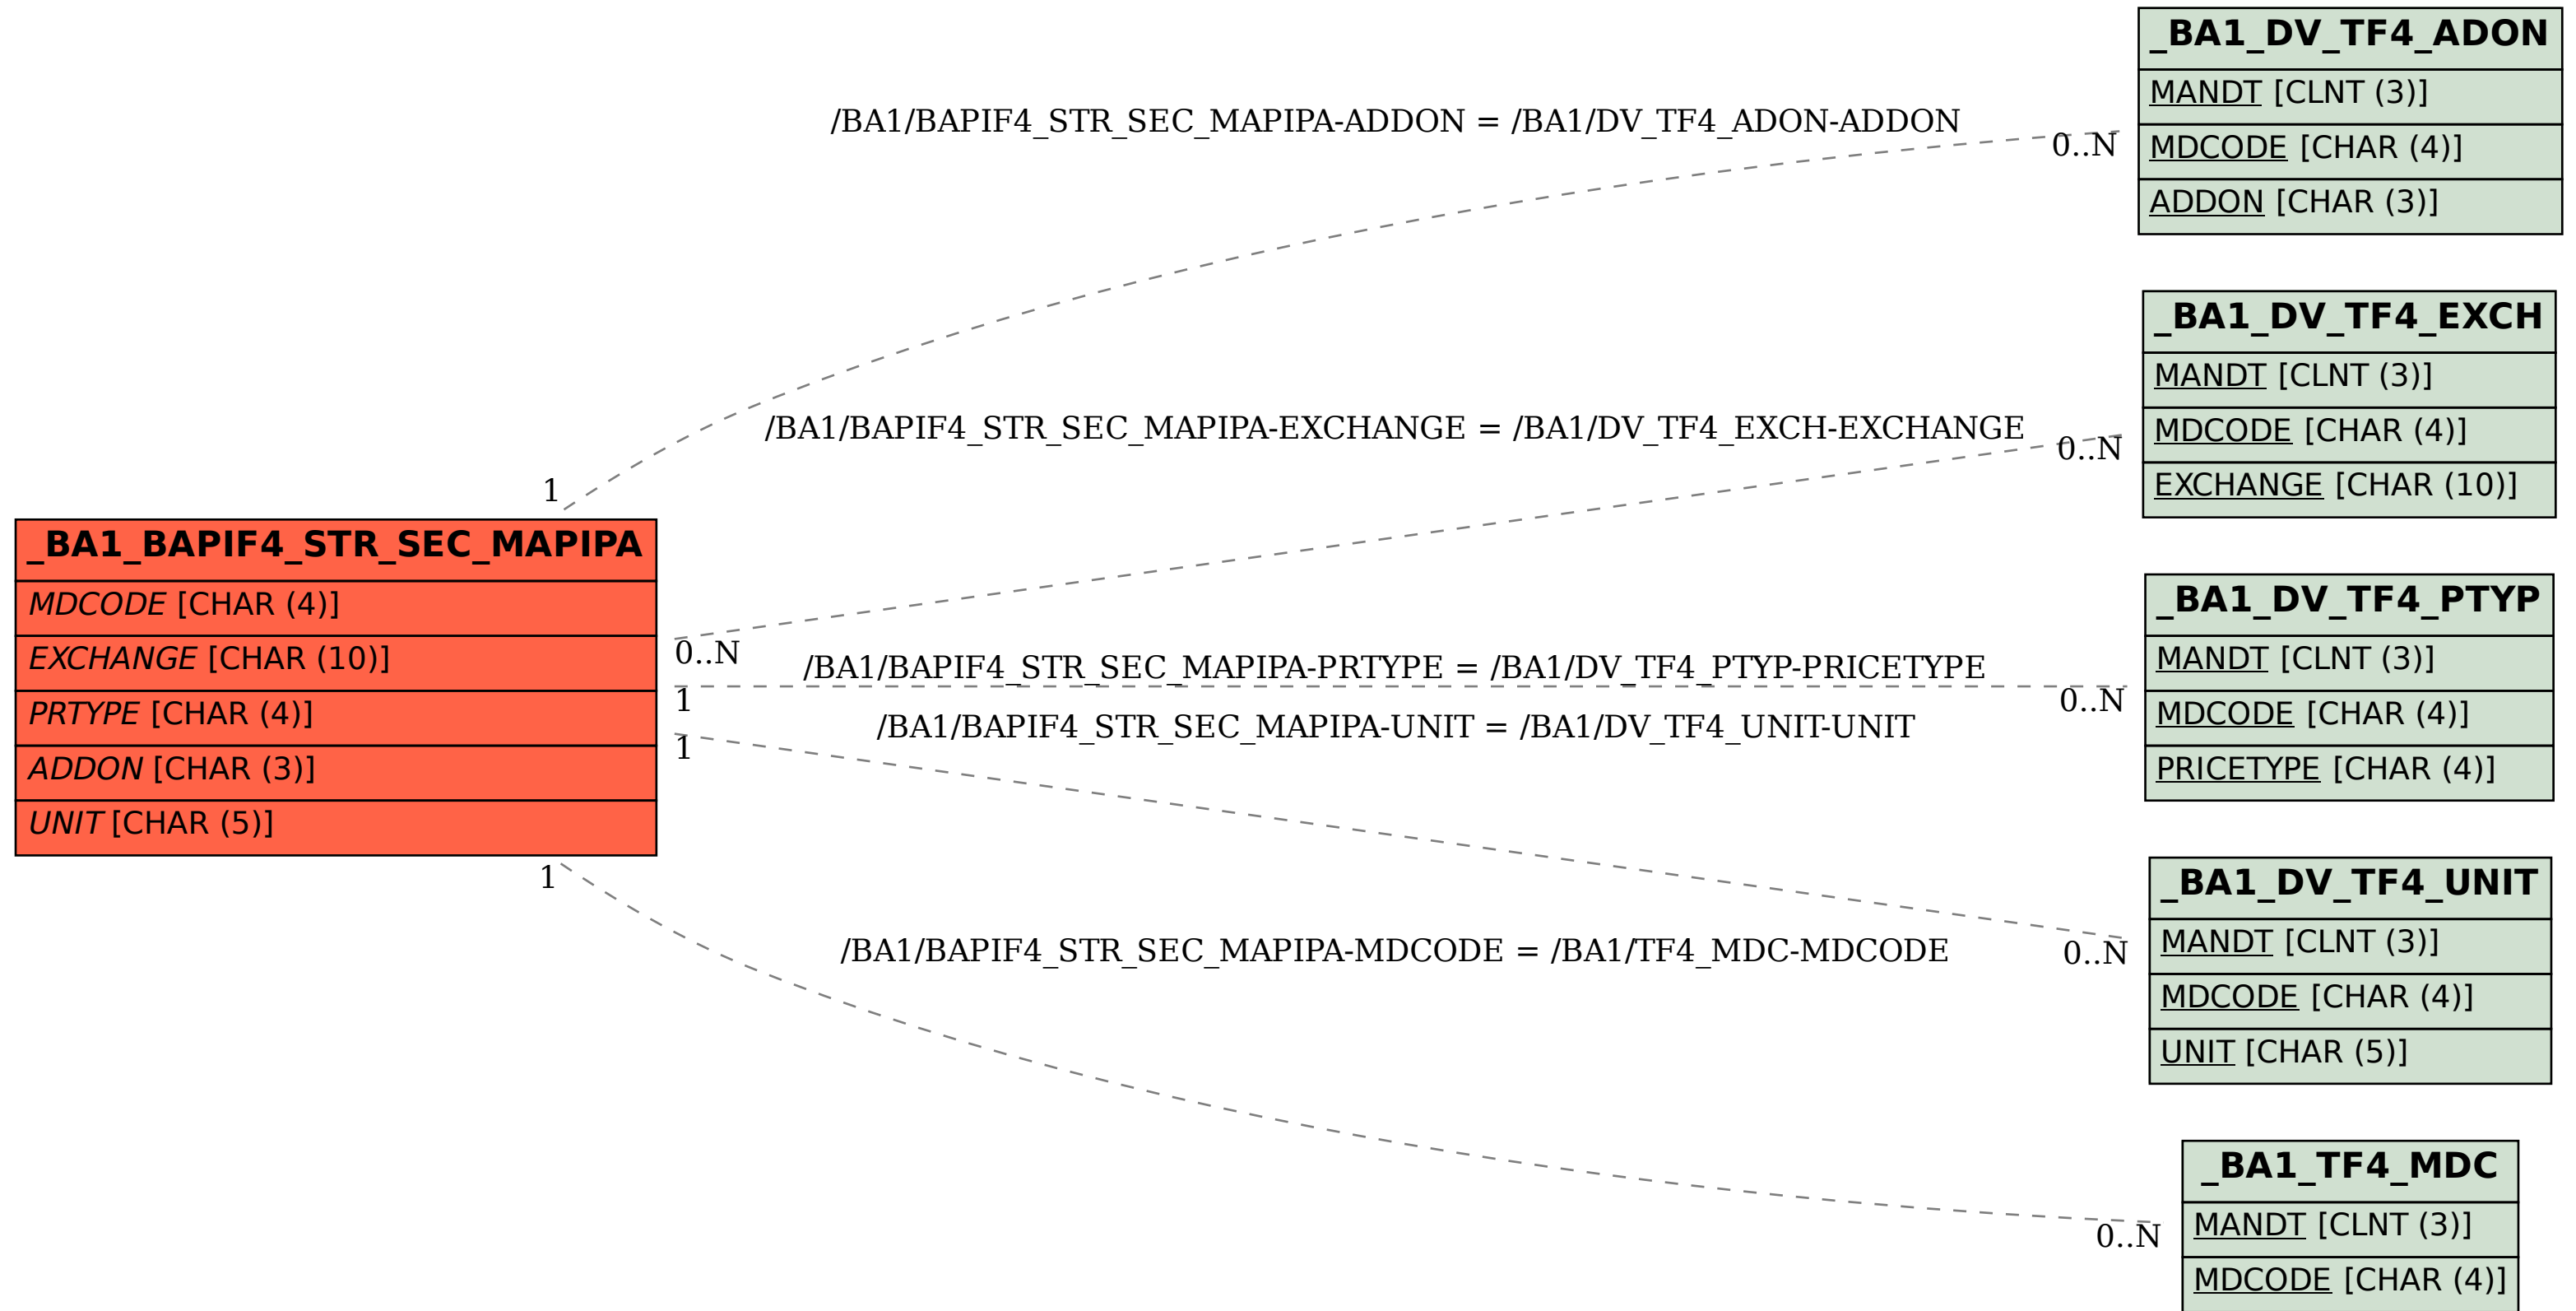 _BA1_DV_TF4_ADON
MANDT [CLNT (3)]
MDCODE [CHAR (4)]
ADDON [CHAR (3)]
/BA1/BAPIF4_STR_SEC_MAPIPA-ADDON = /BA1/DV_TF4_ADON-ADDON
0..N
1
_BA1_DV_TF4_EXCH
MANDT [CLNT (3)]
MDCODE [CHAR (4)]
EXCHANGE [CHAR (10)]
/BA1/BAPIF4_STR_SEC_MAPIPA-EXCHANGE = /BA1/DV_TF4_EXCH-EXCHANGE
0..N
0..N
_BA1_BAPIF4_STR_SEC_MAPIPA
MDCODE [CHAR (4)]
EXCHANGE [CHAR (10)]
PRTYPE [CHAR (4)]
ADDON [CHAR (3)]
UNIT [CHAR (5)]
/BA1/BAPIF4_STR_SEC_MAPIPA-PRTYPE = /BA1/DV_TF4_PTYP-PRICETYPE
1
0..N
_BA1_DV_TF4_PTYP
MANDT [CLNT (3)]
MDCODE [CHAR (4)]
PRICETYPE [CHAR (4)]
/BA1/BAPIF4_STR_SEC_MAPIPA-UNIT = /BA1/DV_TF4_UNIT-UNIT
1
0..N
_BA1_DV_TF4_UNIT
MANDT [CLNT (3)]
MDCODE [CHAR (4)]
UNIT [CHAR (5)]
1
/BA1/BAPIF4_STR_SEC_MAPIPA-MDCODE = /BA1/TF4_MDC-MDCODE
0..N
_BA1_TF4_MDC
MANDT [CLNT (3)]
MDCODE [CHAR (4)]